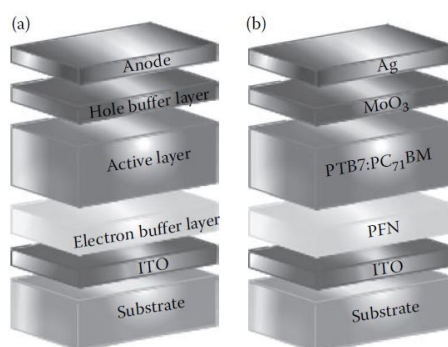 (a)
Anode
Hole buffer layer
Active layer
Electron buffer layer
ITO
Substrate
(b)
Ag
MoO₃
PTB7:PC₇₁BM
PFN
ITO
Substrate